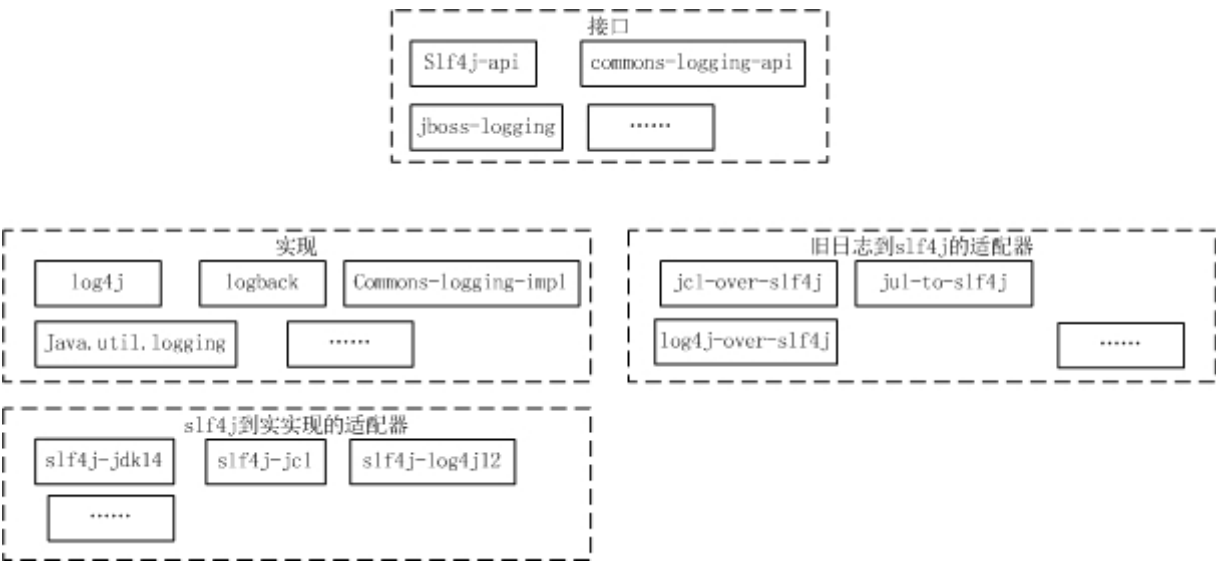 接口
Slf4j-api commons-logging-api
jboss-logging ……
实现
log4j logback Commons-logging-impl
Java.util.logging ……
旧日志到slf4j的适配器
jcl-over-slf4j jul-to-slf4j
log4j-over-slf4j ……
slf4j到实实现的适配器
slf4j-jdk14 slf4j-jcl slf4j-log4j12
……